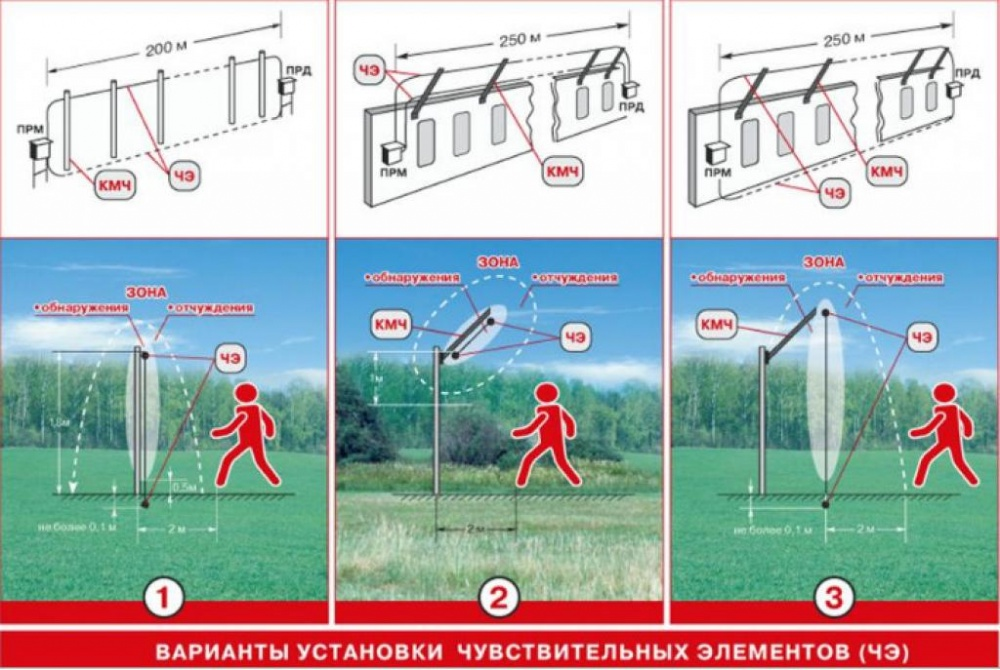 200 м
ПРД
ПРМ
КМЧ
ЧЭ
250 м
ЧЭ
ПРД
ПРМ
КМЧ
250 м
ПРД
ПРМ
КМЧ
ЧЭ
ЗОНА
•обнаружения •отчуждения
ЧЭ
0,5м
не более 0,1 м
2 м
1
ЗОНА
•обнаружения •отчуждения
КМЧ
ЧЭ
1м
2 м
2
ЗОНА
•обнаружения •отчуждения
КМЧ
ЧЭ
не более 0,1 м
2 м
3
ВАРИАНТЫ УСТАНОВКИ ЧУВСТВИТЕЛЬНЫХ ЭЛЕМЕНТОВ (ЧЭ)